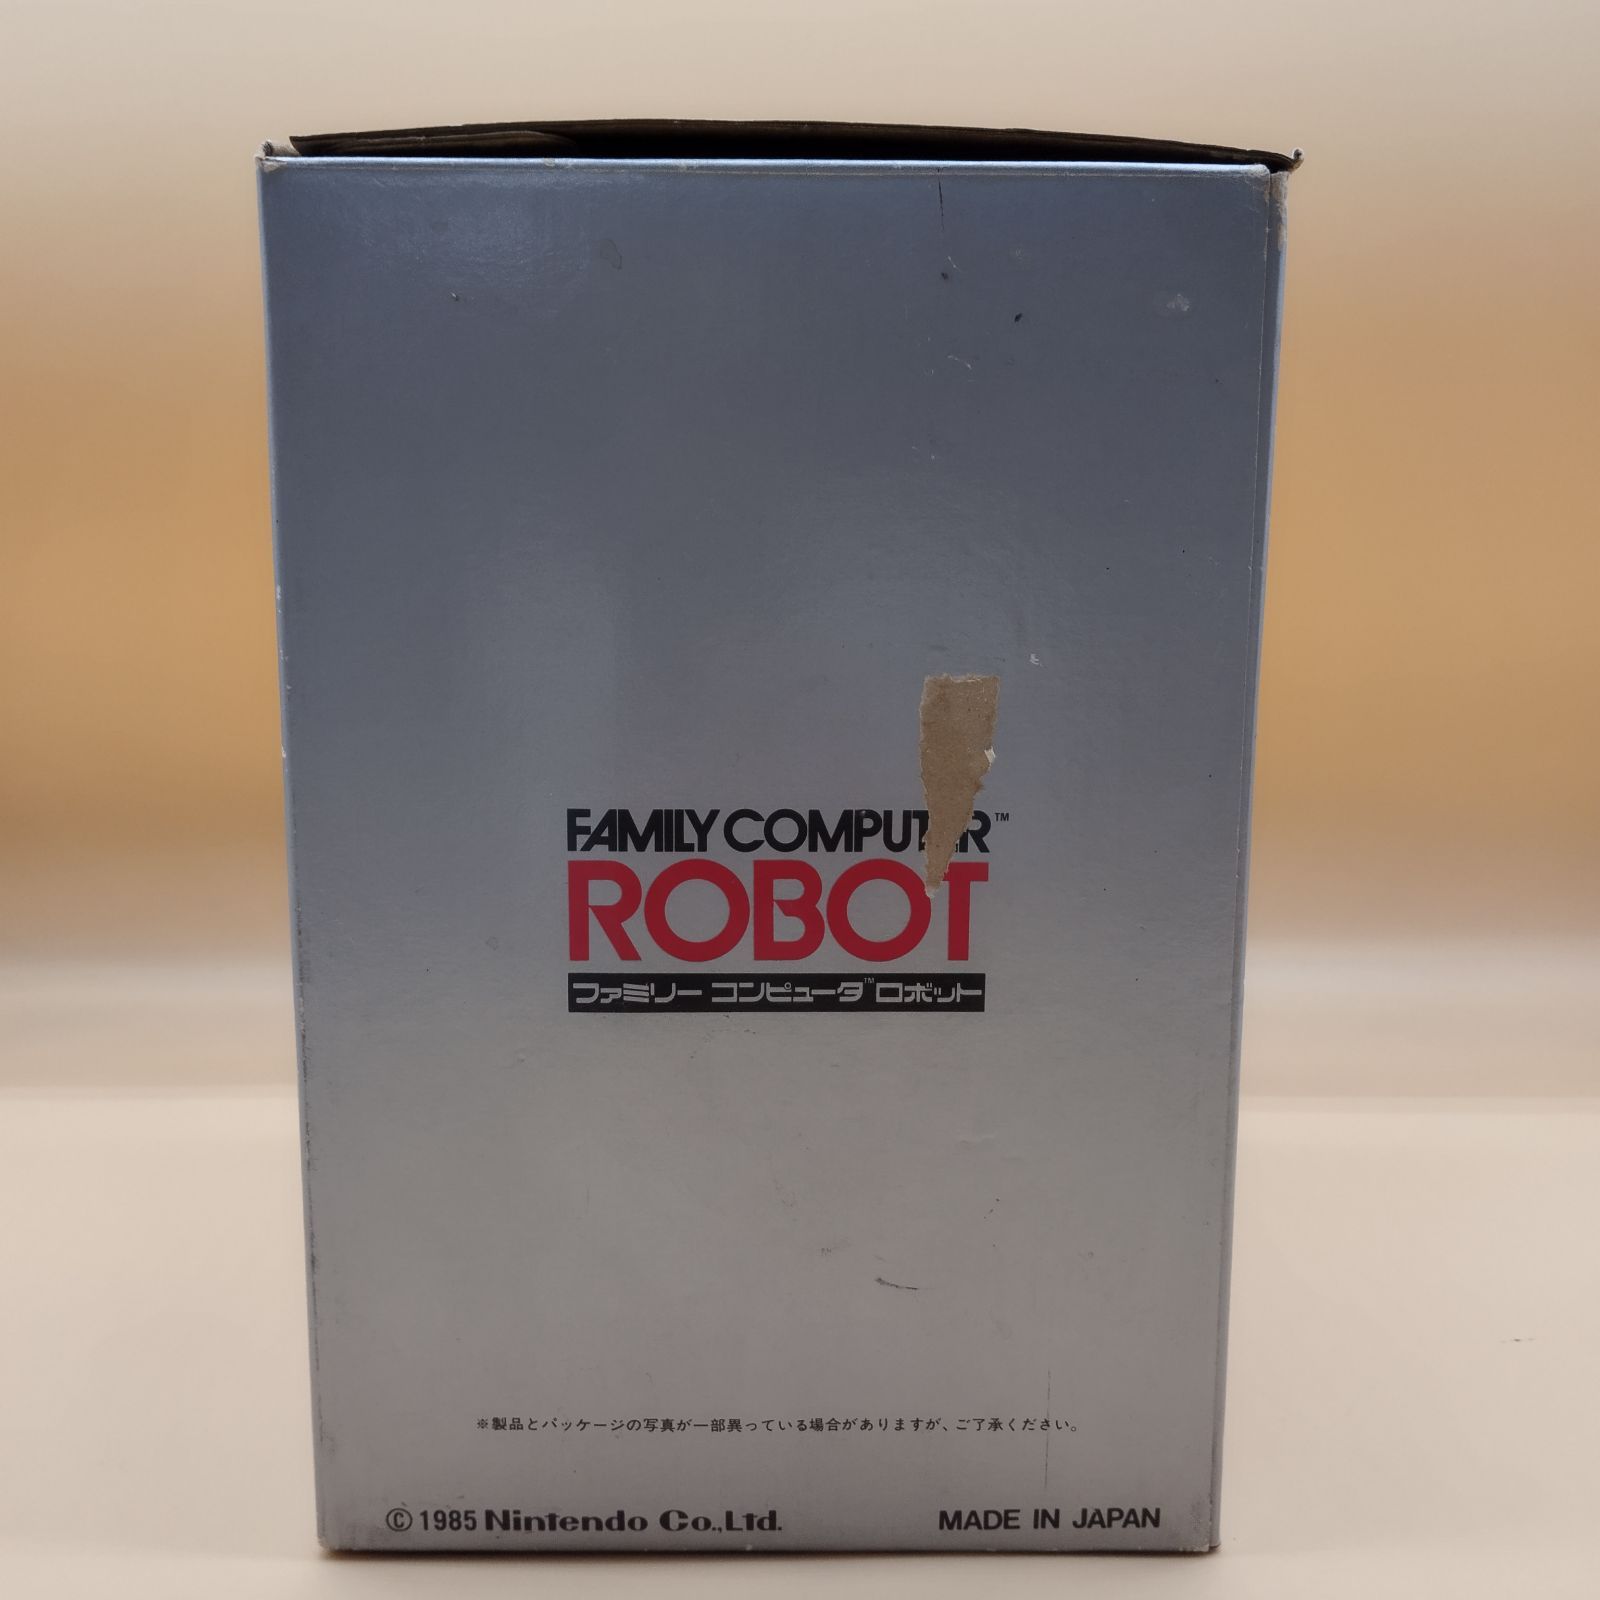 FAMILY COMPUTER™
ROBOT
ファミリー コンピュータ™ ロボット
※製品とパッケージの写真が一部異っている場合がありますが、ご了承ください。
©1985 Nintendo Co.,Ltd. MADE IN JAPAN